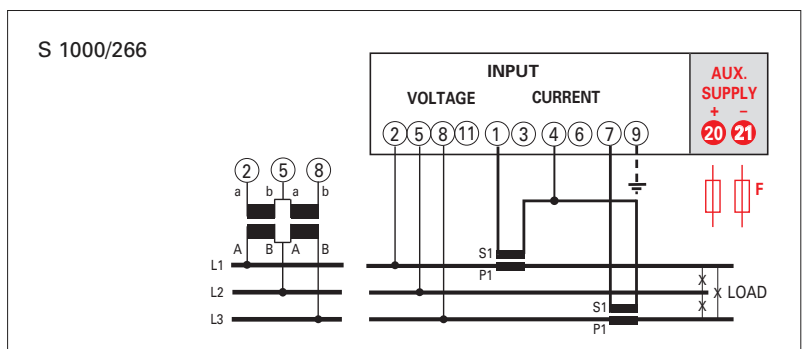 S 1000/266
INPUT
AUX.
SUPPLY
VOLTAGE CURRENT
+ –
2 5 8 11 1 3 4 6 7 9 20 21
2 5 8
a b a b
F
A B A B
S1
L1
P1
X
L2
X LOAD
S1 X
L3
P1